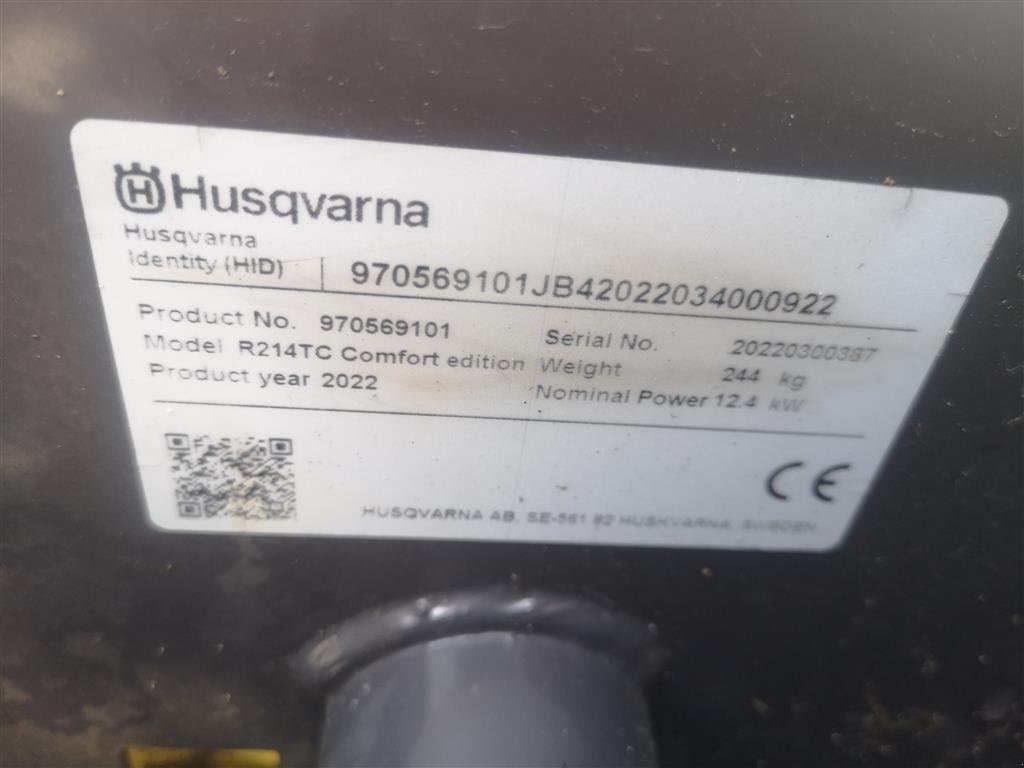 Husqvarna
Husqvarna
Identity (HID) 970569101JB42022034000922
Product No. 970569101 Serial No. 20220300387
Model R214TC Comfort edition Weight 244 kg
Product year 2022 Nominal Power 12.4 kW
CE
HUSQVARNA AB, SE-561 82 HUSKVARNA, SWEDEN